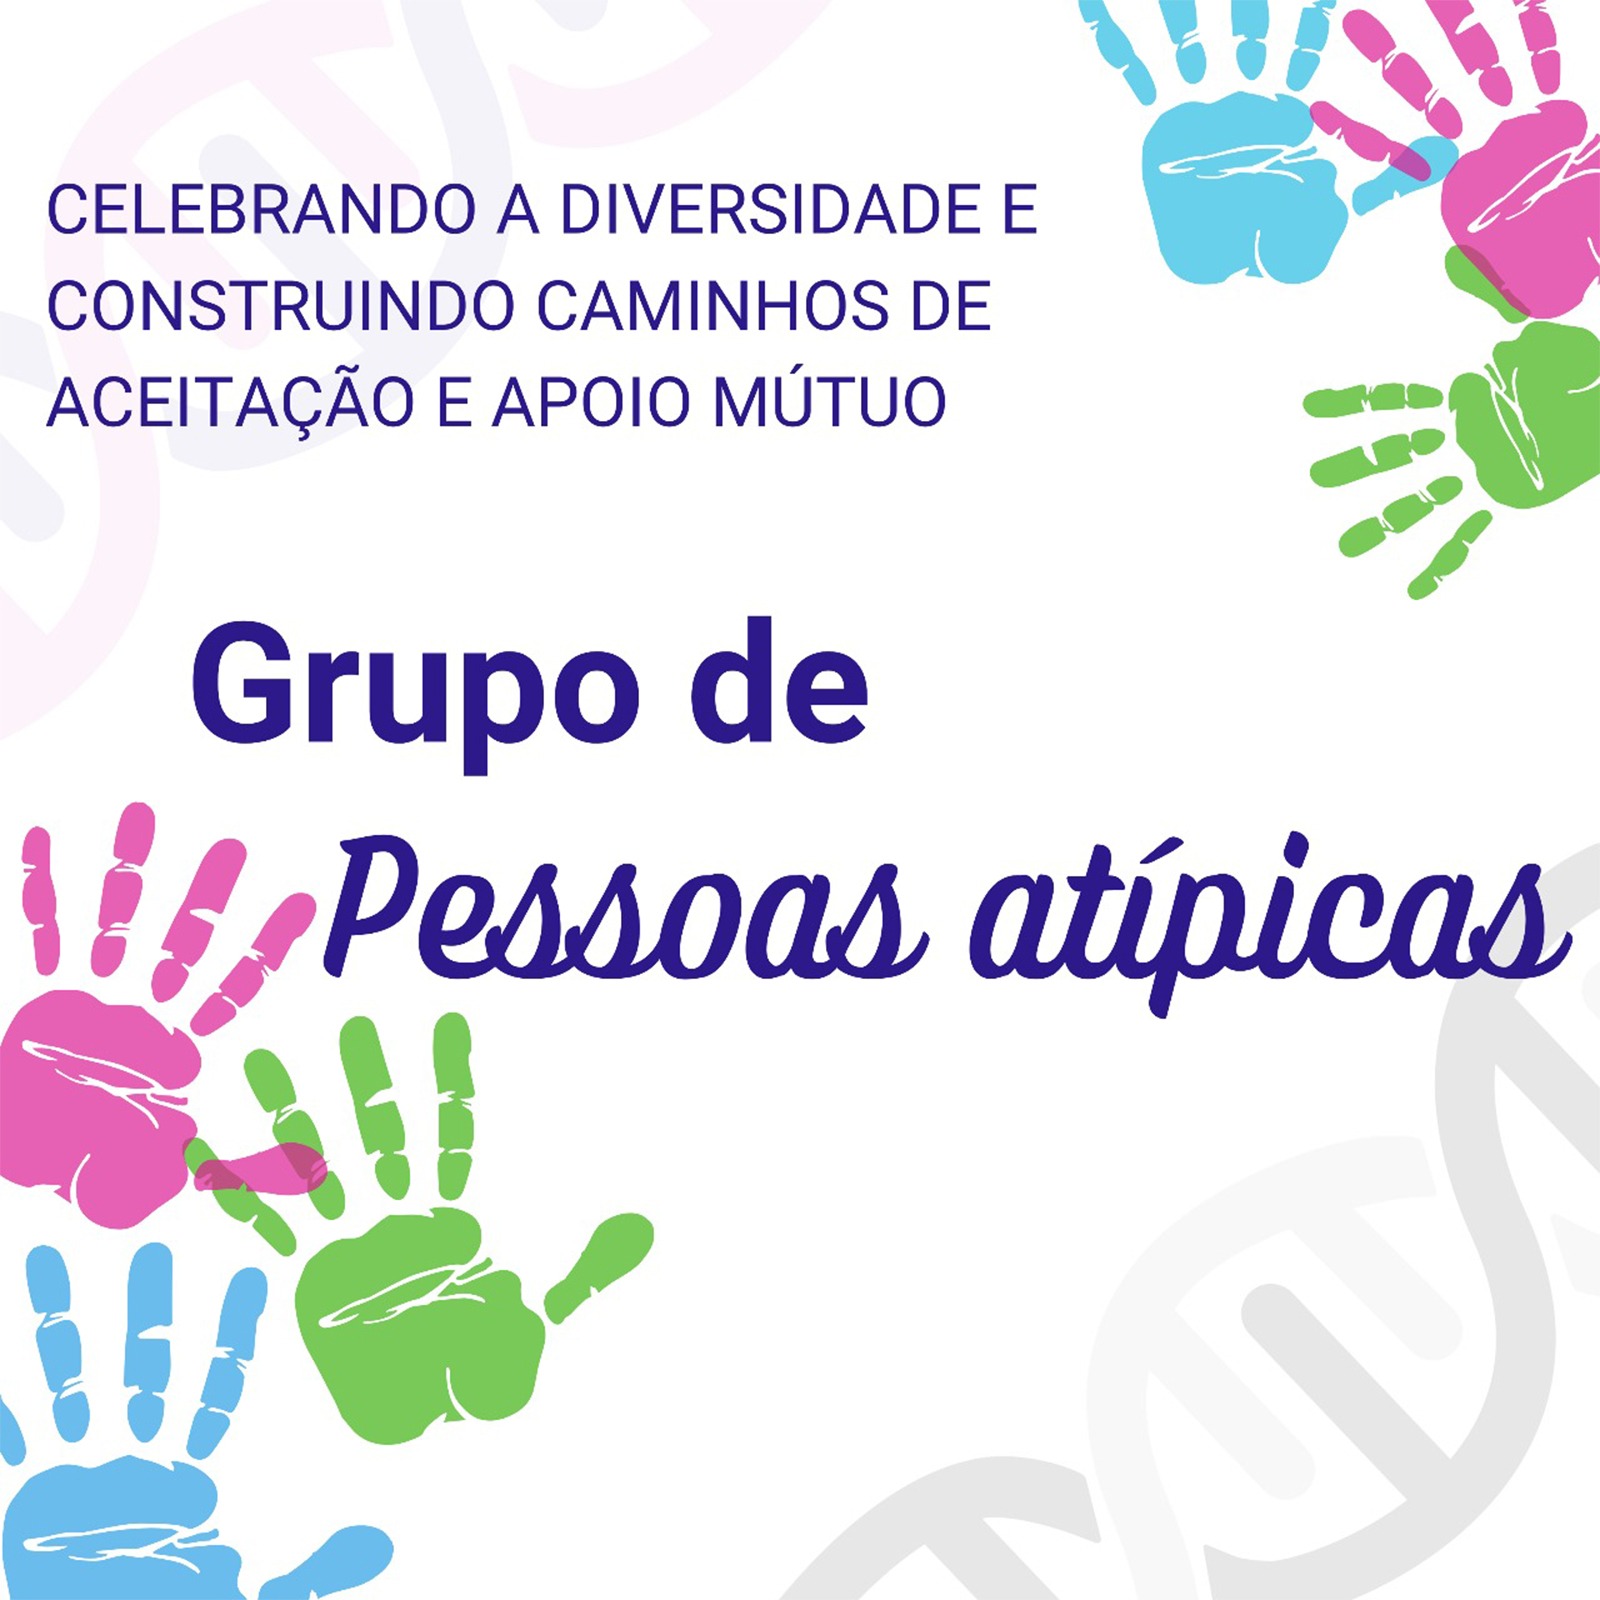 CELEBRANDO A DIVERSIDADE E
CONSTRUINDO CAMINHOS DE
ACEITAÇÃO E APOIO MÚTUO
Grupo de
Pessoas atípicas